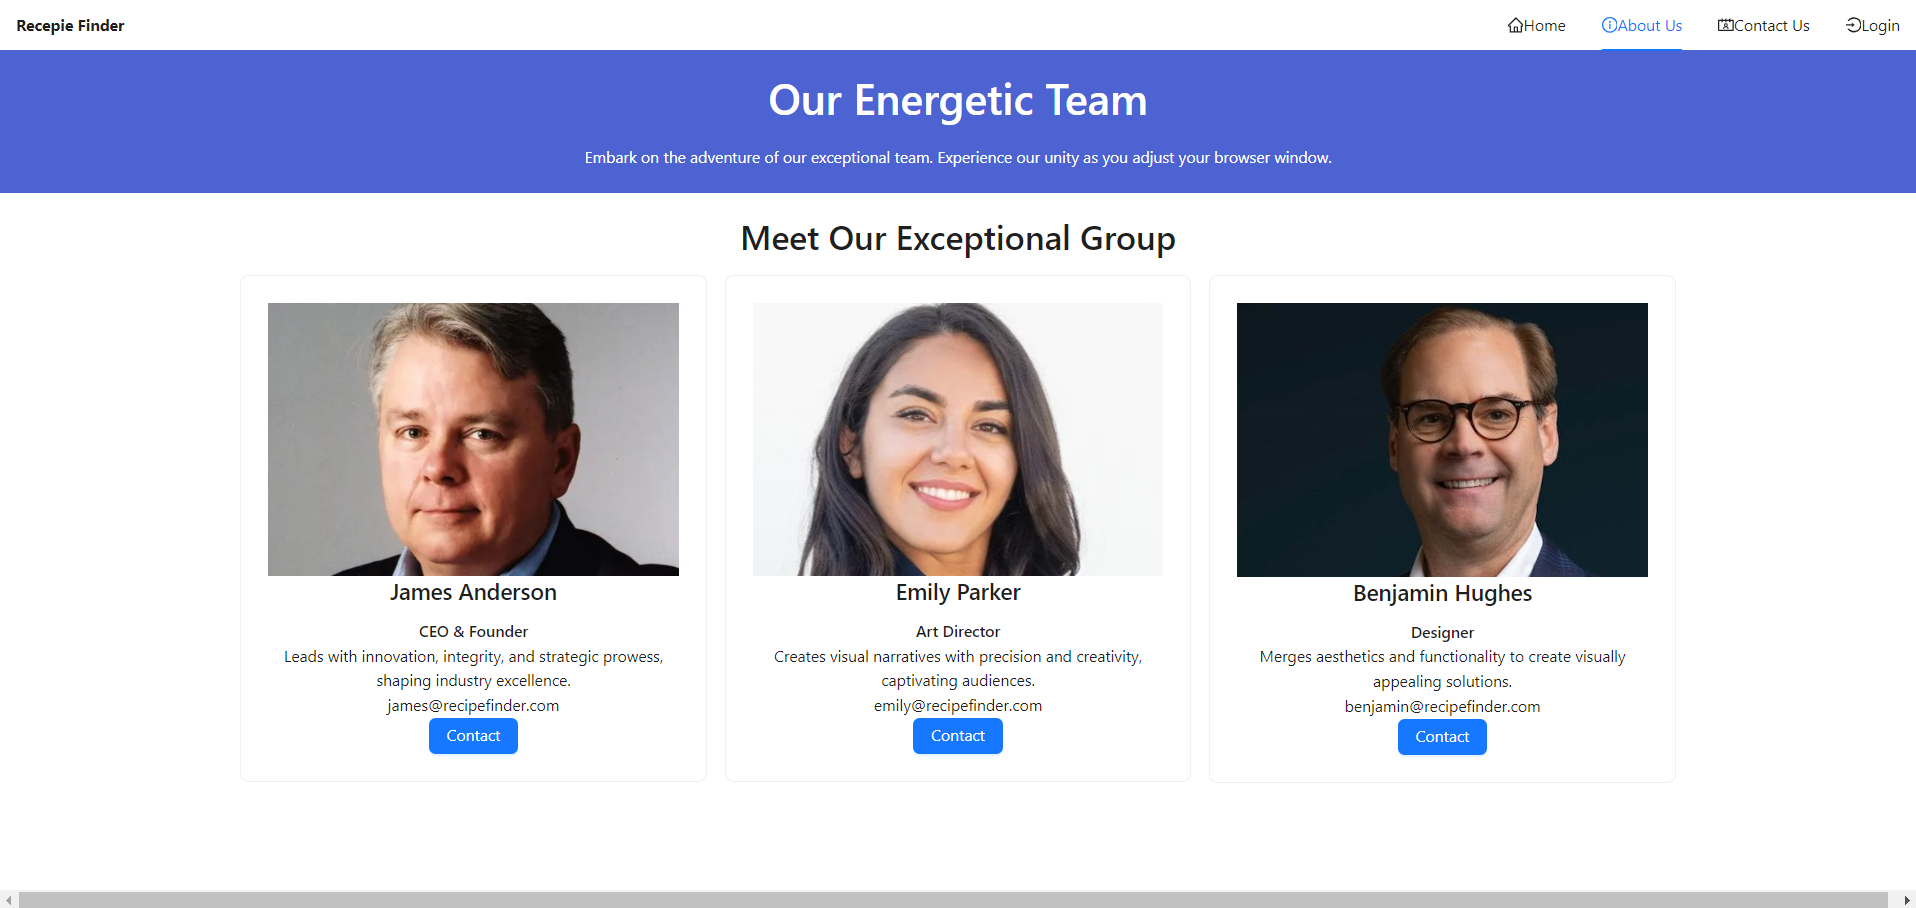 Recepie Finder
Home
About Us
Contact Us
Login
Our Energetic Team
Embark on the adventure of our exceptional team. Experience our unity as you adjust your browser window.
Meet Our Exceptional Group
James Anderson
CEO & Founder
Leads with innovation, integrity, and strategic prowess,
shaping industry excellence.
james@recipefinder.com
Contact
Emily Parker
Art Director
Creates visual narratives with precision and creativity,
captivating audiences.
emily@recipefinder.com
Contact
Benjamin Hughes
Designer
Merges aesthetics and functionality to create visually
appealing solutions.
benjamin@recipefinder.com
Contact